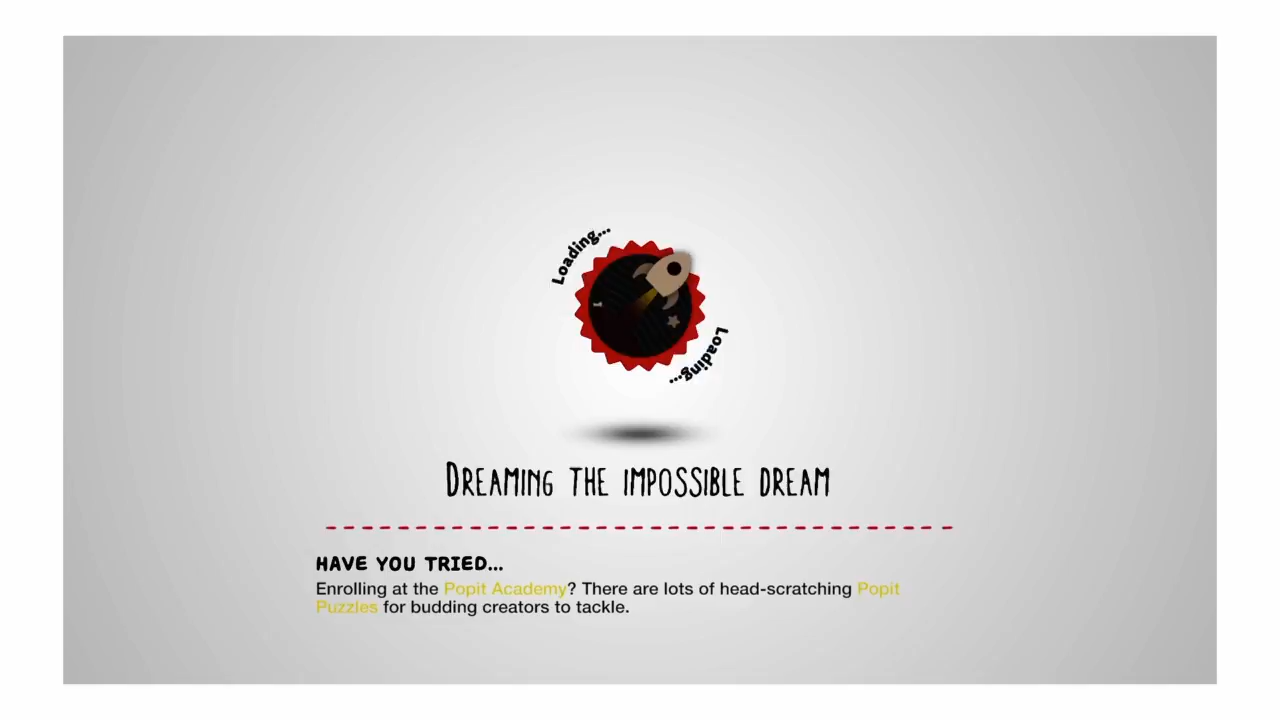 Loading...
Loading...
DREAMING THE IMPOSSIBLE DREAM
HAVE YOU TRIED...
Enrolling at the Popit Academy? There are lots of head-scratching Popit
Puzzles for budding creators to tackle.